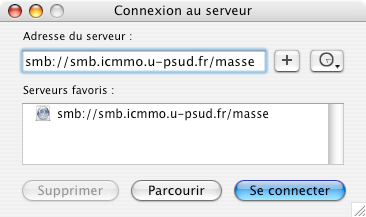 Connexion au serveur
Adresse du serveur :
smb://smb.icmmo.u-psud.fr/masse
Serveurs favoris :
smb://smb.icmmo.u-psud.fr/masse
Supprimer
Parcourir
Se connecter